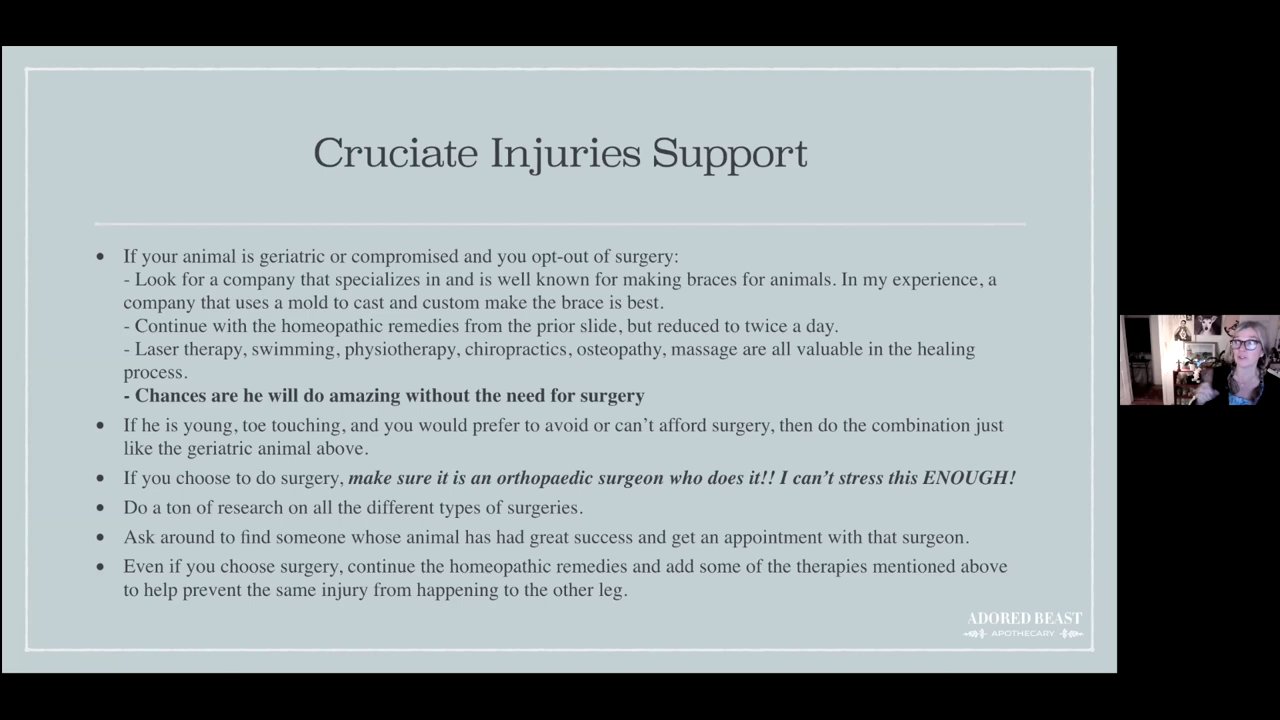 Cruciate Injuries Support
• If your animal is geriatric or compromised and you opt-out of surgery:
- Look for a company that specializes in and is well known for making braces for animals. In my experience, a
company that uses a mold to cast and custom make the brace is best.
- Continue with the homeopathic remedies from the prior slide, but reduced to twice a day.
- Laser therapy, swimming, physiotherapy, chiropractics, osteopathy, massage are all valuable in the healing
process.
- Chances are he will do amazing without the need for surgery
• If he is young, toe touching, and you would prefer to avoid or can’t afford surgery, then do the combination just
like the geriatric animal above.
• If you choose to do surgery, make sure it is an orthopaedic surgeon who does it!! I can’t stress this ENOUGH!
• Do a ton of research on all the different types of surgeries.
• Ask around to find someone whose animal has had great success and get an appointment with that surgeon.
• Even if you choose surgery, continue the homeopathic remedies and add some of the therapies mentioned above
to help prevent the same injury from happening to the other leg.
ADORED BEAST
APOTHECARY